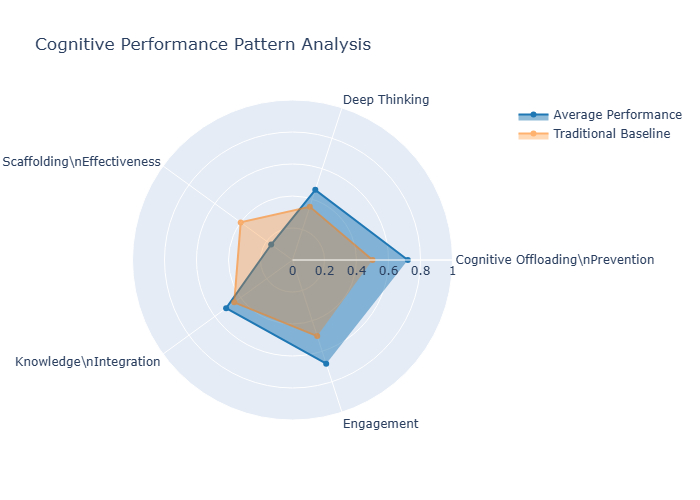 Cognitive Performance Pattern Analysis
Deep Thinking
Average Performance
Traditional Baseline
Scaffolding\nEffectiveness
Cognitive Offloading\nPrevention
0 0.2 0.4 0.6 0.8 1
Knowledge\nIntegration
Engagement